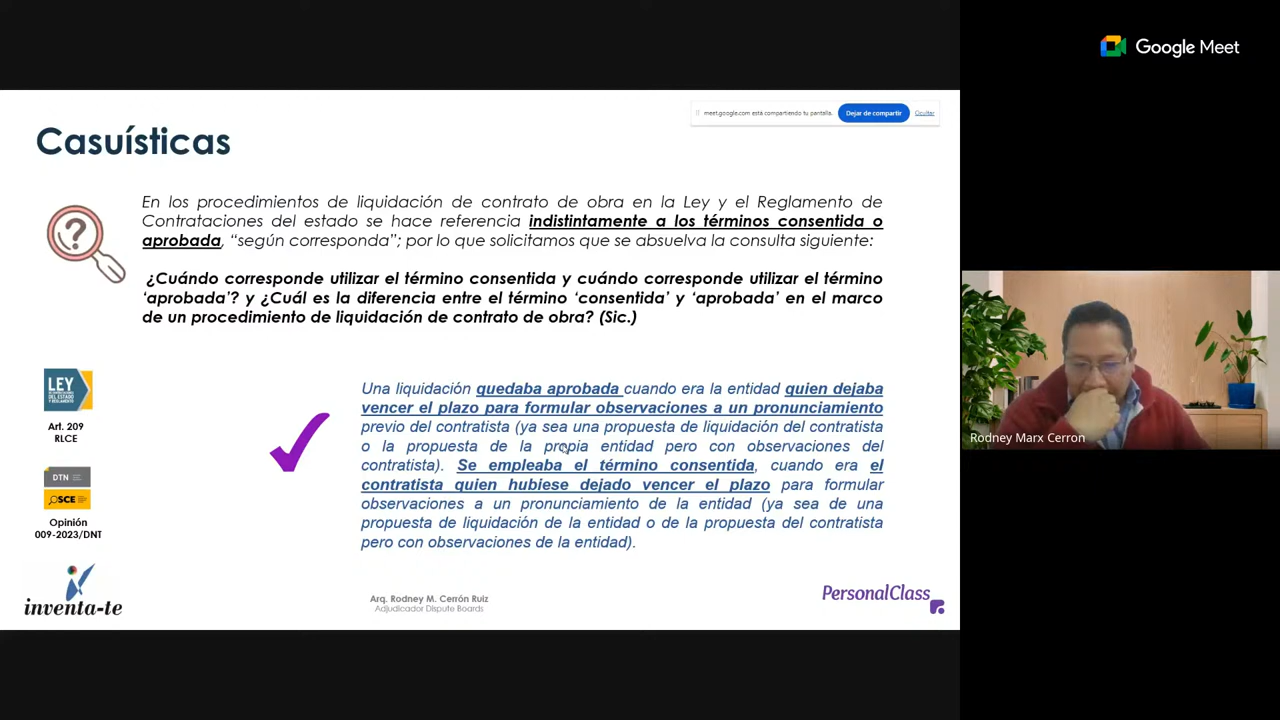 Google Meet
meet.google.com está compartiendo tu pantalla.
Dejar de compartir
Ocultar
Casuísticas
En los procedimientos de liquidación de contrato de obra en la Ley y el Reglamento de
Contrataciones del estado se hace referencia indistintamente a los términos consentida o
aprobada, “según corresponda”; por lo que solicitamos que se absuelva la consulta siguiente:
¿Cuándo corresponde utilizar el término consentida y cuándo corresponde utilizar el término
‘aprobada’? y ¿Cuál es la diferencia entre el término ‘consentida’ y ‘aprobada’ en el marco
de un procedimiento de liquidación de contrato de obra? (Sic.)
LEY
Art. 209
RLCE
DTN
OSCE
Opinión
009-2023/DNT
Una liquidación quedaba aprobada cuando era la entidad quien dejaba
vencer el plazo para formular observaciones a un pronunciamiento
previo del contratista (ya sea una propuesta de liquidación del contratista
o la propuesta de la propia entidad pero con observaciones del
contratista). Se empleaba el término consentida, cuando era el
contratista quien hubiese dejado vencer el plazo para formular
observaciones a un pronunciamiento de la entidad (ya sea de una
propuesta de liquidación de la entidad o de la propuesta del contratista
pero con observaciones de la entidad).
inventa-te
Arq. Rodney M. Cerrón Ruiz
Adjudicador Dispute Boards
PersonalClass
Rodney Marx Cerron